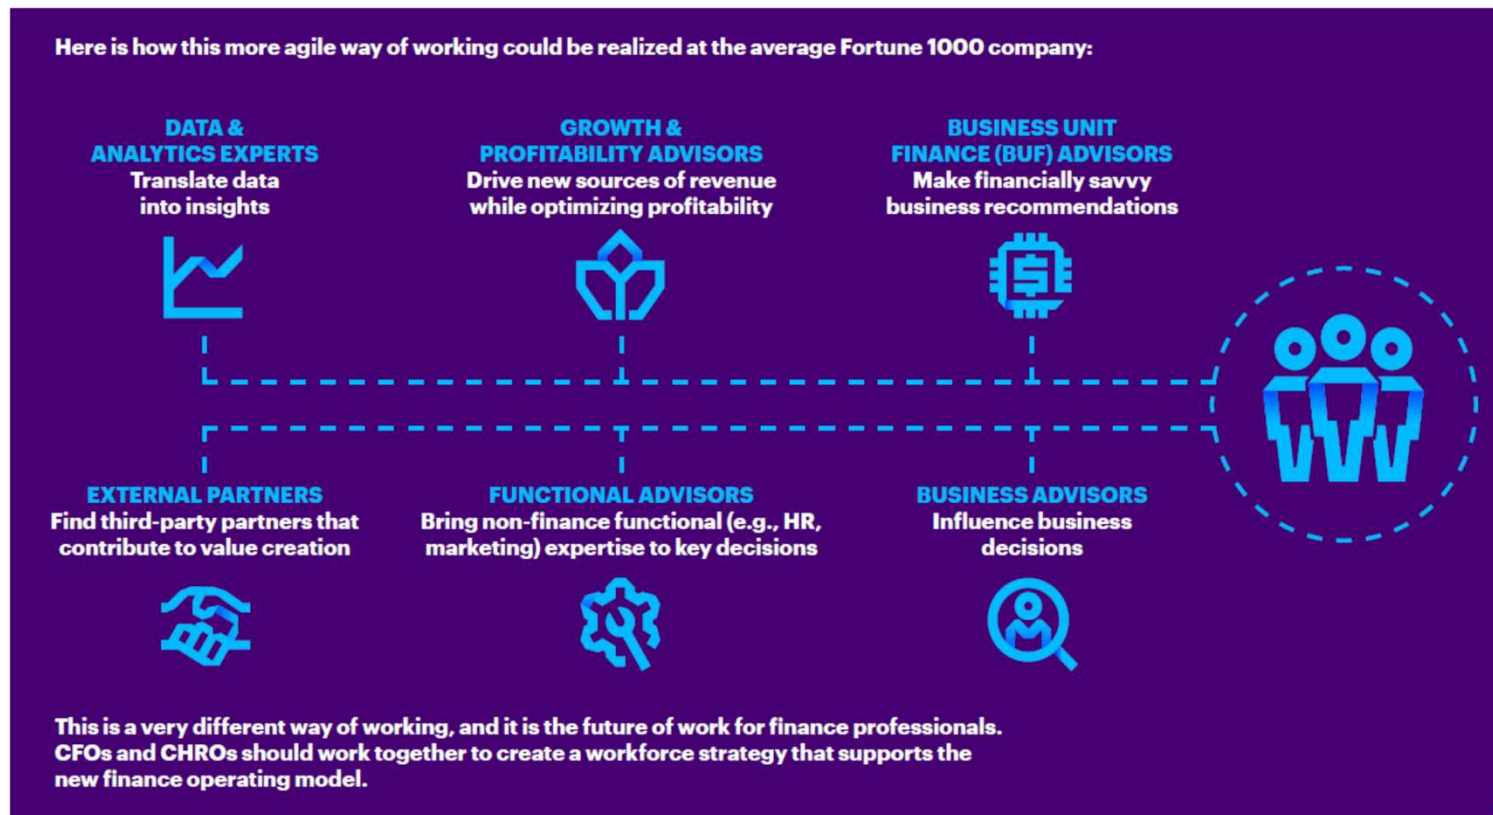 Here is how this more agile way of working could be realized at the average Fortune 1000 company:
DATA &
ANALYTICS EXPERTS
Translate data
into insights
GROWTH &
PROFITABILITY ADVISORS
Drive new sources of revenue
while optimizing profitability
BUSINESS UNIT
FINANCE (BUF) ADVISORS
Make financially savvy
business recommendations
EXTERNAL PARTNERS
Find third-party partners that
contribute to value creation
FUNCTIONAL ADVISORS
Bring non-finance functional (e.g., HR,
marketing) expertise to key decisions
BUSINESS ADVISORS
Influence business
decisions
This is a very different way of working, and it is the future of work for finance professionals.
CFOs and CHROs should work together to create a workforce strategy that supports the
new finance operating model.